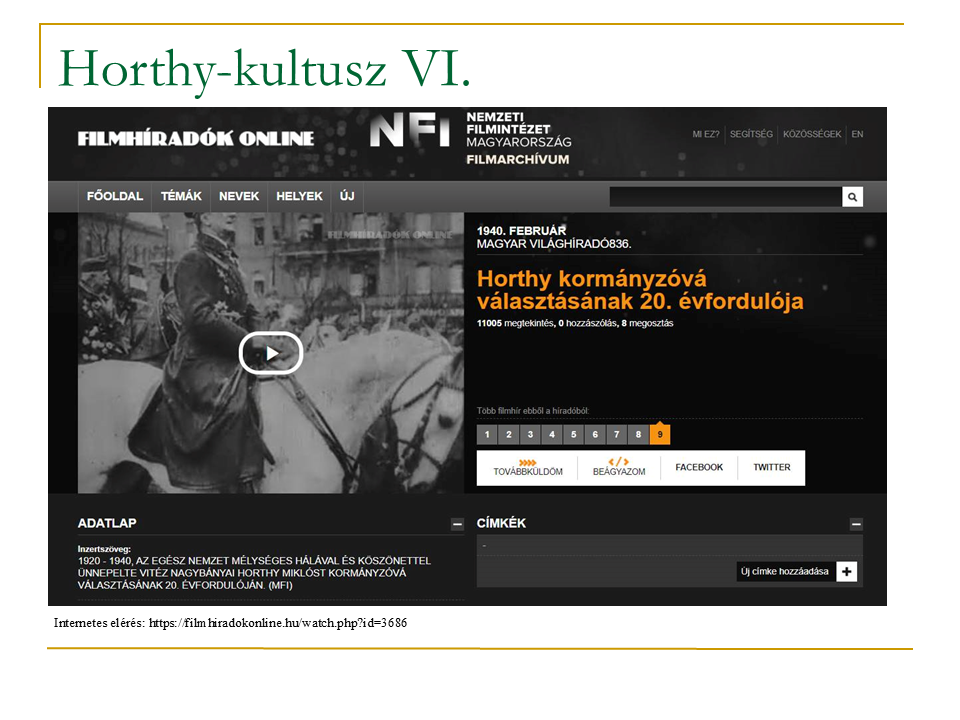 Horthy-kultusz VI.
FILMHÍRADÓK ONLINE
NFI
NEMZETI
FILMINTÉZET
MAGYARORSZÁG
FILMARCHÍVUM
MI EZ? SEGÍTSÉG KÖZÖSSÉGEK EN
FŐOLDAL TÉMÁK NEVEK HELYEK ÚJ
FILMHÍRADÓK ONLINE
1940. FEBRUÁR
MAGYAR VILÁGHÍRADÓ836.
Horthy kormányzóvá
választásának 20. évfordulója
11005 megtekintés, 0 hozzászólás, 8 megosztás
Több filmhír ebből a híradóból:
1 2 3 4 5 6 7 8 9
TOVÁBBKÜLDÖM BEÁGYAZOM FACEBOOK TWITTER
ADATLAP
Inzertszöveg:
1920 - 1940, AZ EGÉSZ NEMZET MÉLYSÉGES HÁLÁVAL ÉS KÖSZÖNETTEL
ÜNNEPELTE VITÉZ NAGYBÁNYAI HORTHY MIKLÓST KORMÁNYZÓVÁ
VÁLASZTÁSÁNAK 20. ÉVFORDULÓJÁN. (MFI)
CÍMKÉK
-
Új címke hozzáadása
Internetes elérés: https://filmhiradokonline.hu/watch.php?id=3686